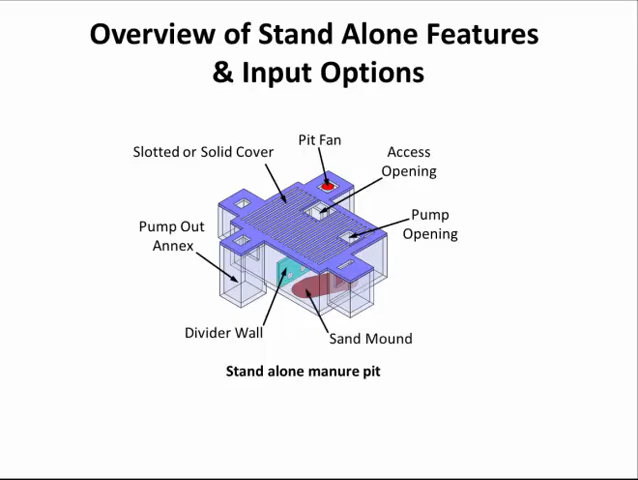 Overview of Stand Alone Features
& Input Options
Pit Fan
Slotted or Solid Cover
Access
Opening
Pump
Opening
Pump Out
Annex
Divider Wall
Sand Mound
Stand alone manure pit